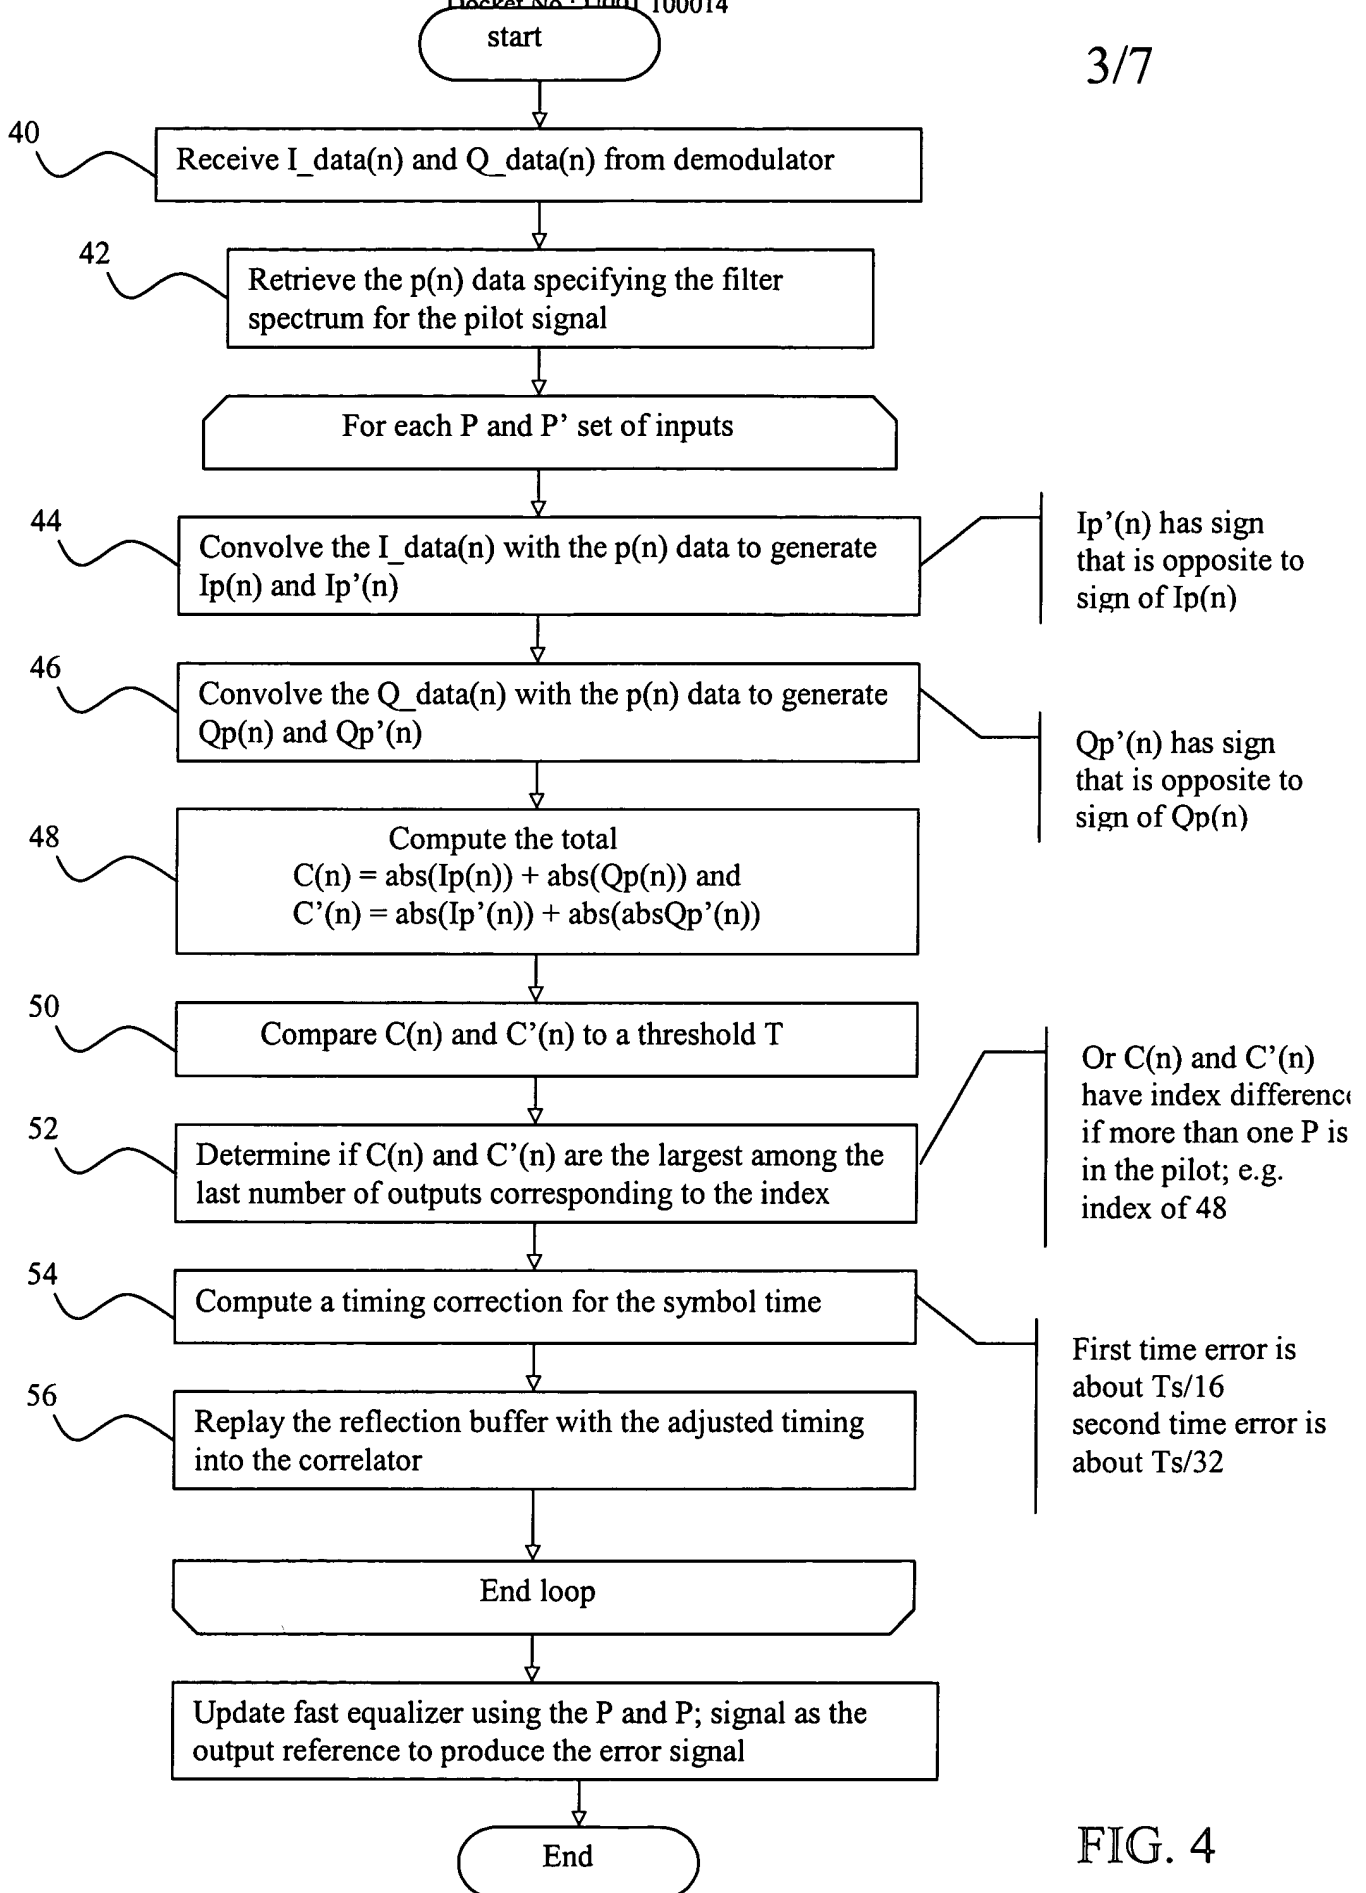 Docket No.: 100014
start
3/7
40
Receive I_data(n) and Q_data(n) from demodulator
42
Retrieve the p(n) data specifying the filter
spectrum for the pilot signal
For each P and P’ set of inputs
44
Convolve the I_data(n) with the p(n) data to generate
Ip(n) and Ip’(n)
Ip’(n) has sign
that is opposite to
sign of Ip(n)
46
Convolve the Q_data(n) with the p(n) data to generate
Qp(n) and Qp’(n)
Qp’(n) has sign
that is opposite to
sign of Qp(n)
48
Compute the total
C(n) = abs(Ip(n)) + abs(Qp(n)) and
C’(n) = abs(Ip’(n)) + abs(absQp’(n))
50
Compare C(n) and C’(n) to a threshold T
Or C(n) and C’(n)
have index difference
if more than one P is
in the pilot; e.g.
index of 48
52
Determine if C(n) and C’(n) are the largest among the
last number of outputs corresponding to the index
54
Compute a timing correction for the symbol time
First time error is
about Ts/16
second time error is
about Ts/32
56
Replay the reflection buffer with the adjusted timing
into the correlator
End loop
Update fast equalizer using the P and P; signal as the
output reference to produce the error signal
End
FIG. 4